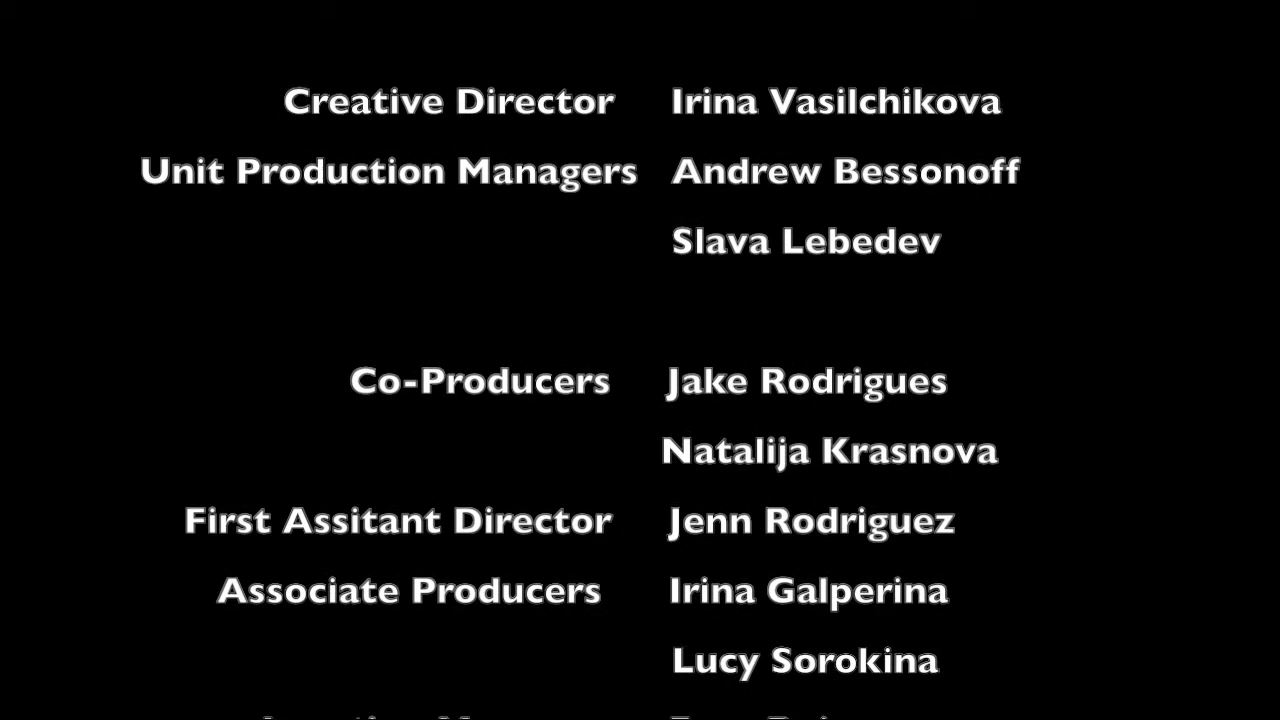 Creative Director Irina Vasilchikova
Unit Production Managers Andrew Bessonoff
Slava Lebedev
Co-Producers Jake Rodrigues
Natalija Krasnova
First Assitant Director Jenn Rodriguez
Associate Producers Irina Galperina
Lucy Sorokina